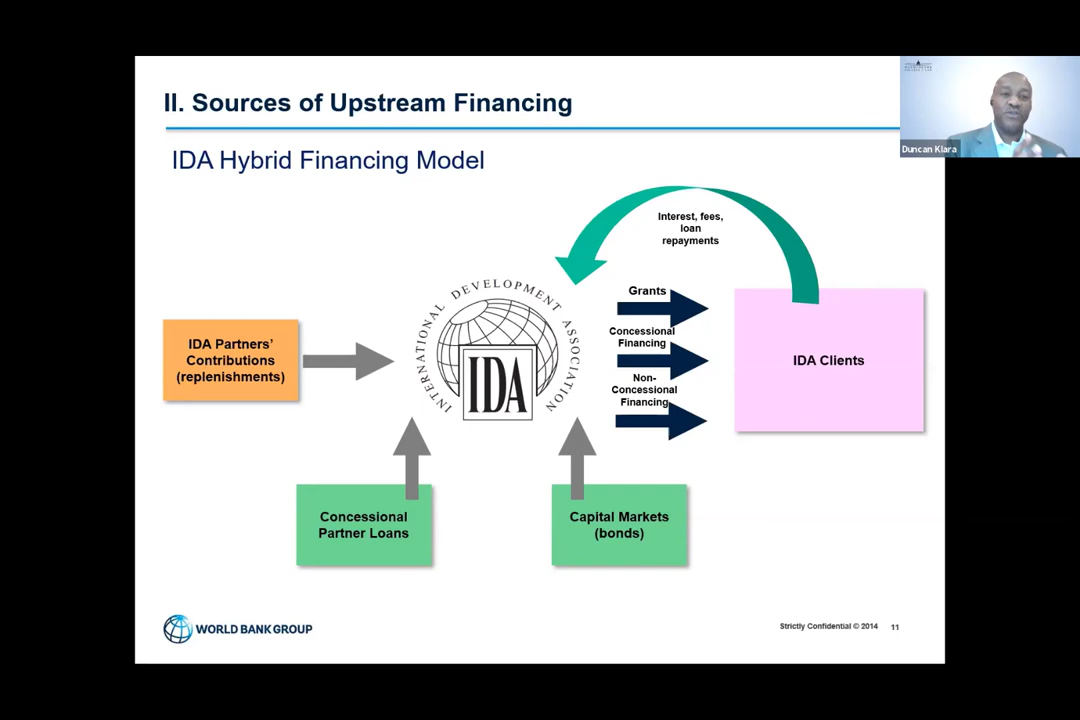 II. Sources of Upstream Financing
IDA Hybrid Financing Model
Duncan Klara
Interest, fees,
loan
repayments
IDA Partners’
Contributions
(replenishments)
INTERNATIONAL DEVELOPMENT ASSOCIATION
IDA
Grants
Concessional
Financing
Non-
Concessional
Financing
IDA Clients
Concessional
Partner Loans
Capital Markets
(bonds)
WORLD BANK GROUP
Strictly Confidential © 2014 11